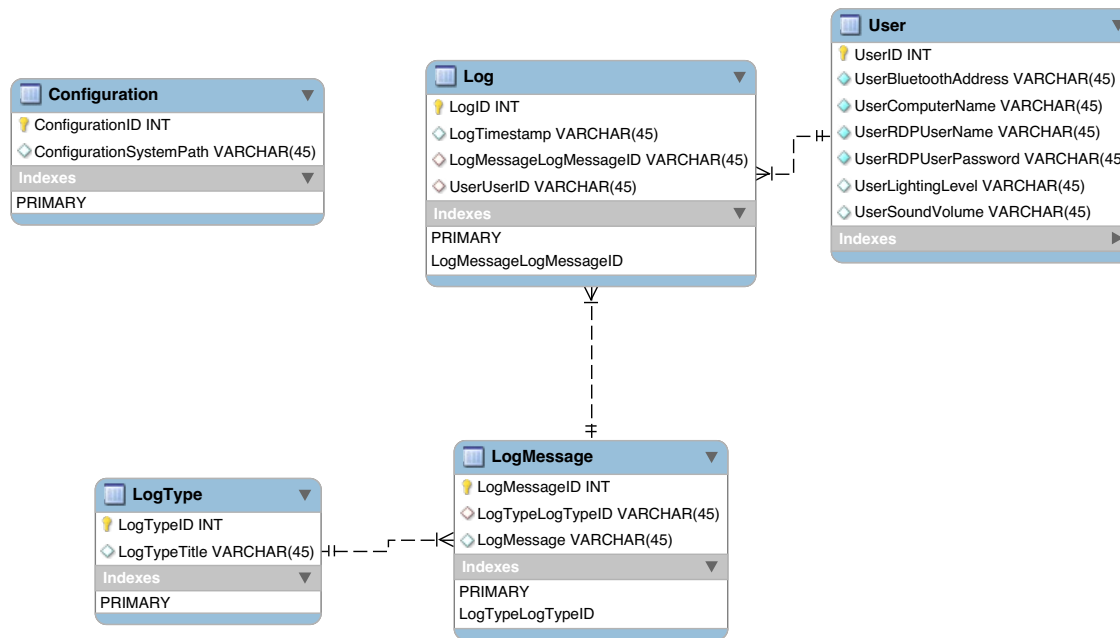 Configuration
ConfigurationID INT
ConfigurationSystemPath VARCHAR(45)
Indexes
PRIMARY
Log
LogID INT
LogTimestamp VARCHAR(45)
LogMessageLogMessageID VARCHAR(45)
UserUserID VARCHAR(45)
Indexes
PRIMARY
LogMessageLogMessageID
User
UserID INT
UserBluetoothAddress VARCHAR(45)
UserComputerName VARCHAR(45)
UserRDPUserName VARCHAR(45)
UserRDPUserPassword VARCHAR(45
UserLightingLevel VARCHAR(45)
UserSoundVolume VARCHAR(45)
Indexes
LogType
LogTypeID INT
LogTypeTitle VARCHAR(45)
Indexes
PRIMARY
LogMessage
LogMessageID INT
LogTypeLogTypeID VARCHAR(45)
LogMessage VARCHAR(45)
Indexes
PRIMARY
LogTypeLogTypeID